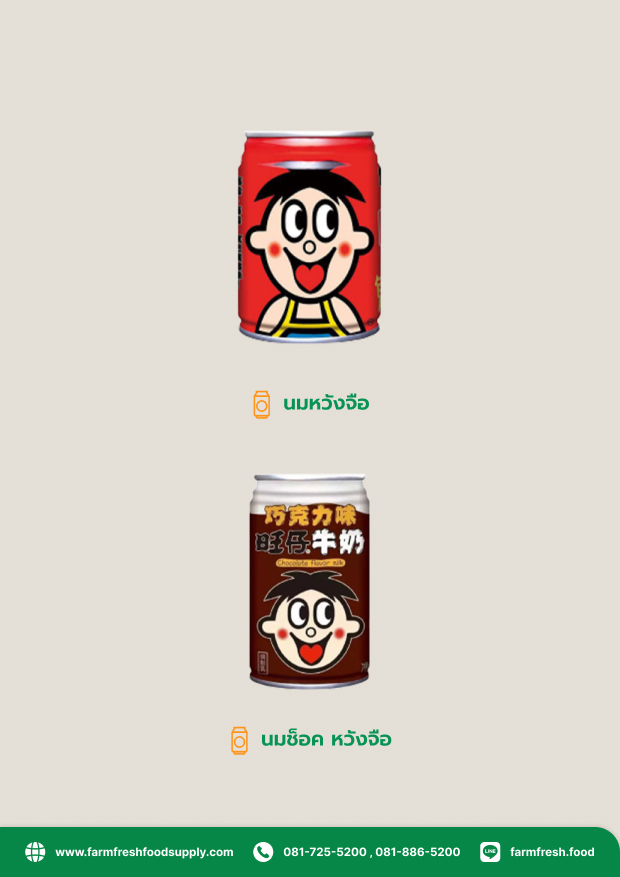 นมหวังจือ
巧克力味
旺仔牛奶
Chocolate Flavor Milk
นมช็อค หวังจือ
www.farmfreshfoodsupply.com
081-725-5200 , 081-886-5200
LINE
farmfresh.food